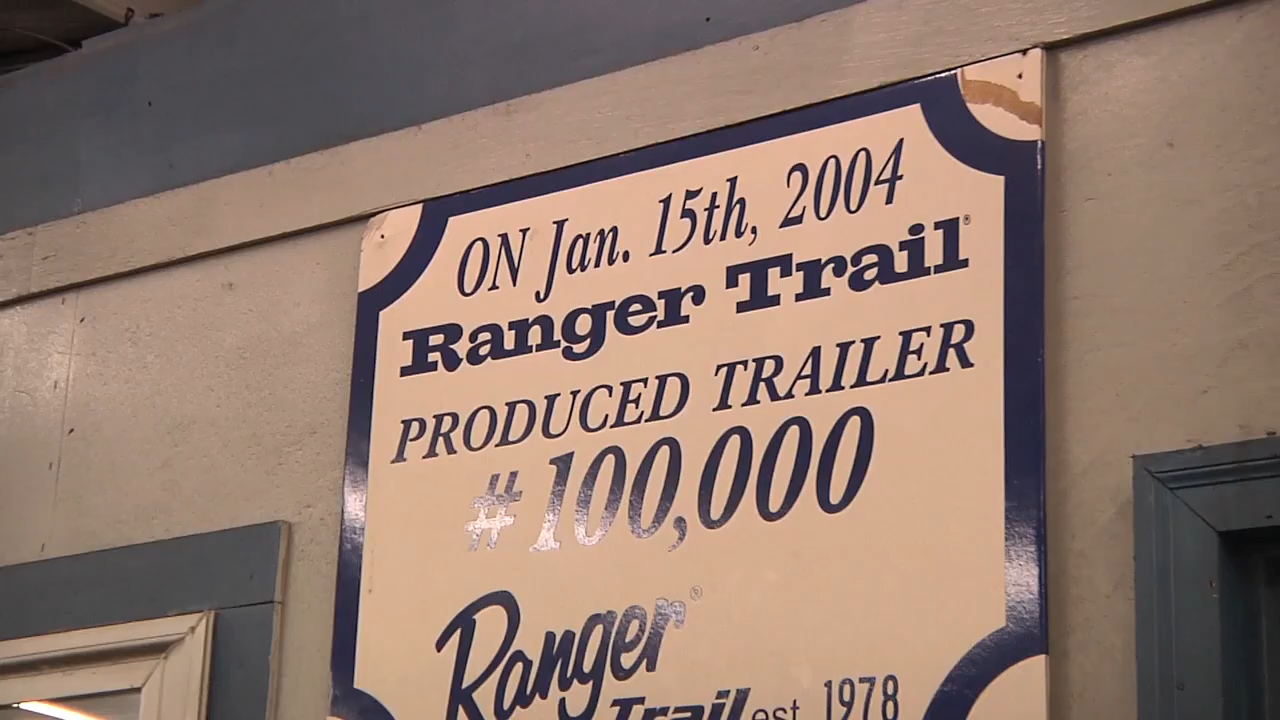 ON Jan. 15th, 2004
Ranger Trail®
PRODUCED TRAILER
# 100,000
Ranger®
Trail est. 1978